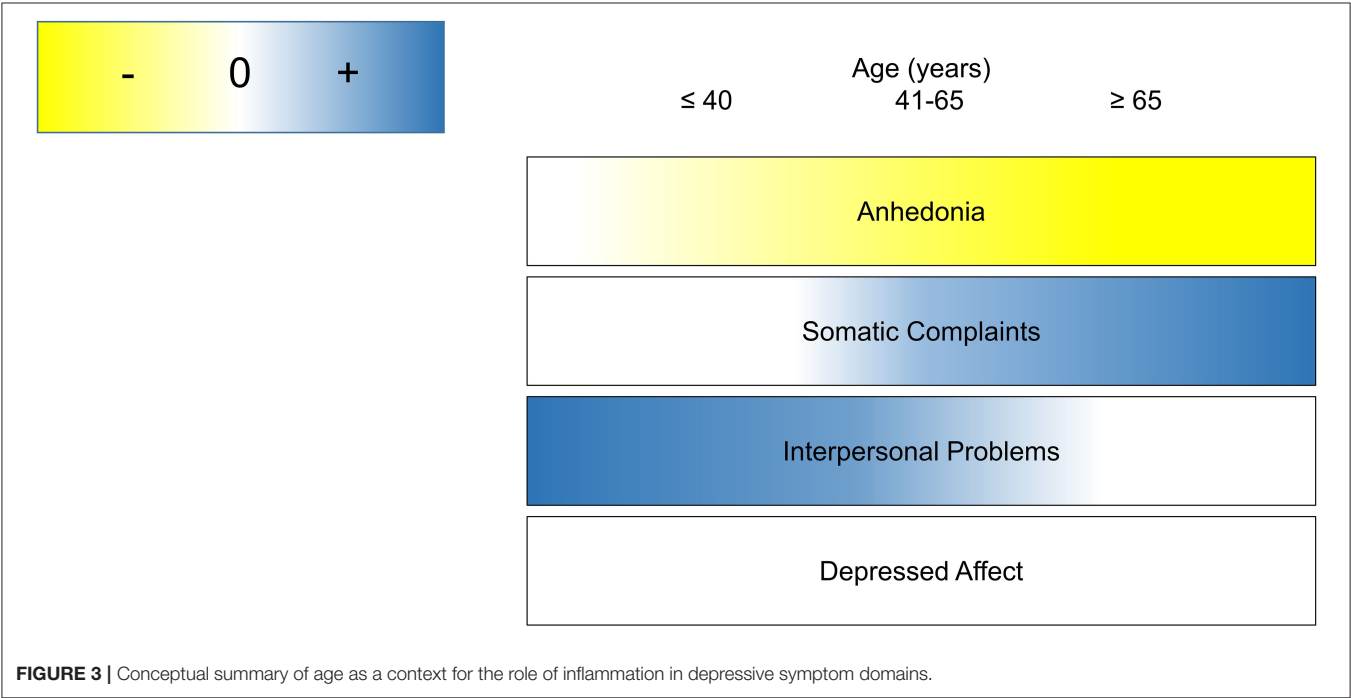 - 0 +
Age (years)
≤ 40 41-65 ≥ 65
Anhedonia
Somatic Complaints
Interpersonal Problems
Depressed Affect
FIGURE 3 | Conceptual summary of age as a context for the role of inflammation in depressive symptom domains.